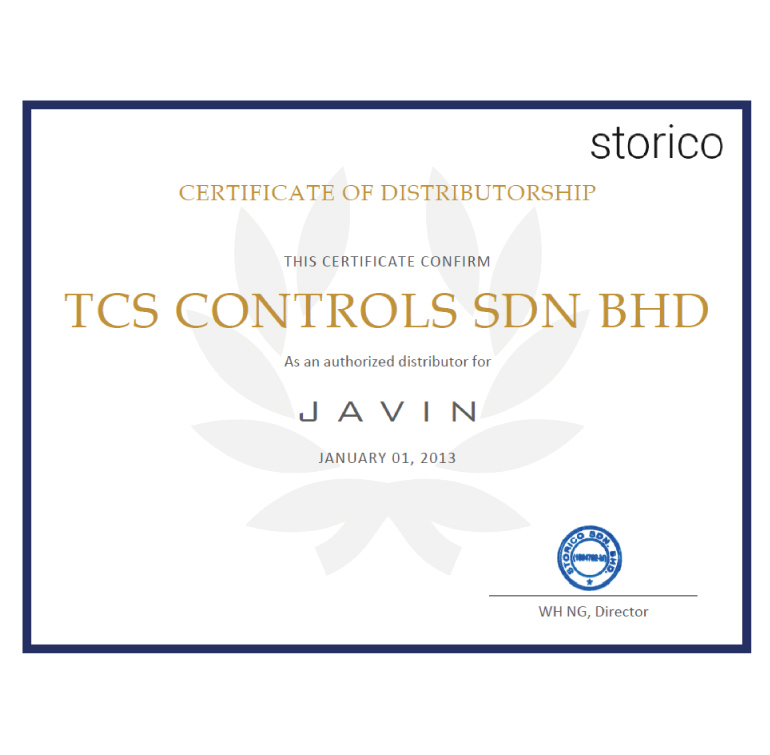 storico
CERTIFICATE OF DISTRIBUTORSHIP
THIS CERTIFICATE CONFIRM
TCS CONTROLS SDN BHD
As an authorized distributor for
JAVIN
JANUARY 01, 2013
STORICO SDN. BHD.
WH NG, Director